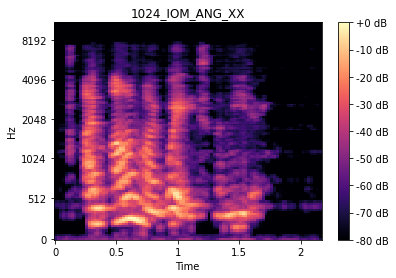 1024_IOM_ANG_XX
8192
4096
2048
1024
512
0
Hz
0
0.5
1
1.5
2
Time
+0 dB
-10 dB
-20 dB
-30 dB
-40 dB
-50 dB
-60 dB
-70 dB
-80 dB